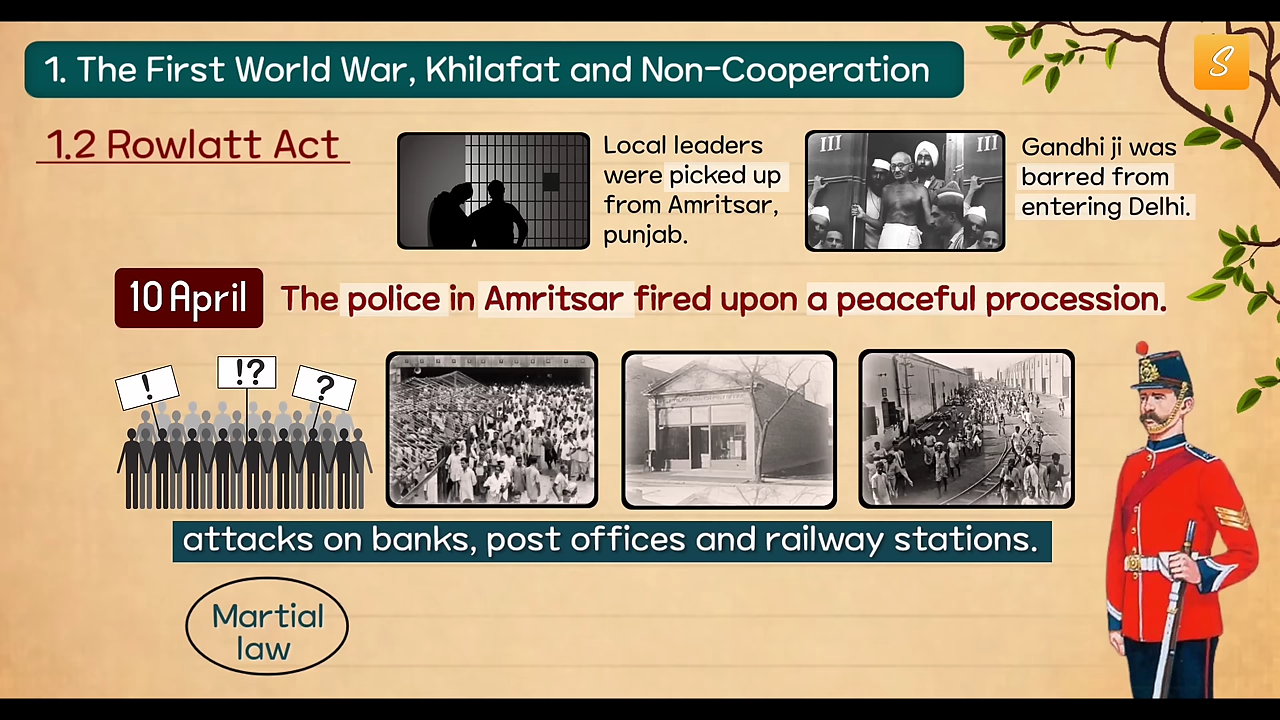 1. The First World War, Khilafat and Non-Cooperation
S
1.2 Rowlatt Act
Local leaders
were picked up
from Amritsar,
punjab.
III
III
Gandhi ji was
barred from
entering Delhi.
10 April
The police in Amritsar fired upon a peaceful procession.
!
!?
?
attacks on banks, post offices and railway stations.
Martial
law